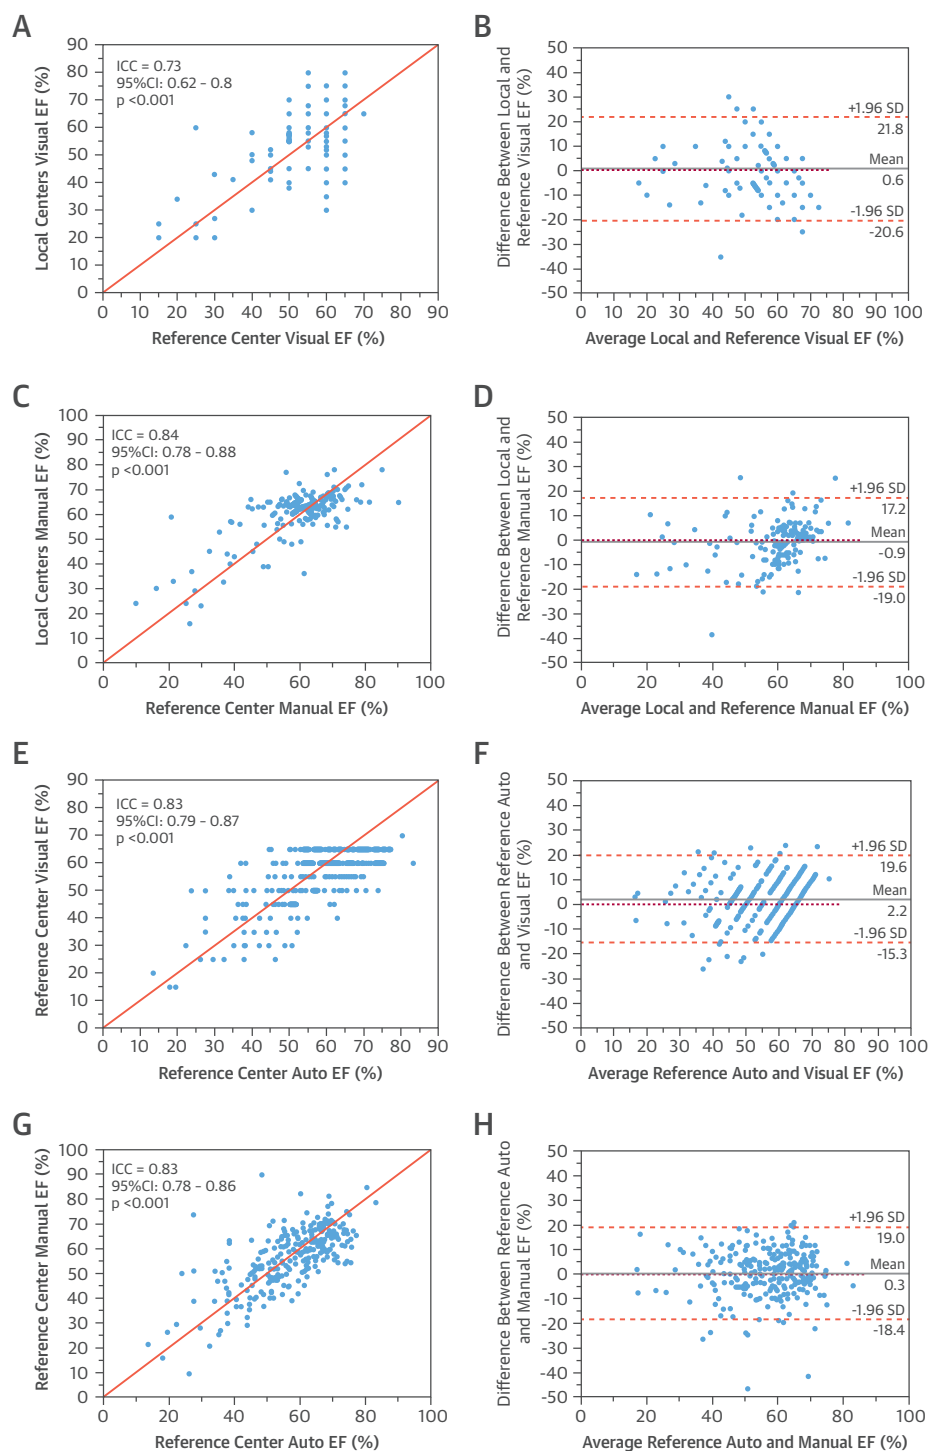 A
Local Centers Visual EF (%)
90
80
70
60
50
40
30
20
10
0
ICC = 0.73
95%CI: 0.62 – 0.8
p <0.001
0 10 20 30 40 50 60 70 80 90
Reference Center Visual EF (%)
B
Difference Between Local and
Reference Visual EF (%)
50
40
30
20
10
0
-10
-20
-30
-40
-50
+1.96 SD
21.8
Mean
0.6
-1.96 SD
-20.6
0 10 20 30 40 50 60 70 80 90 100
Average Local and Reference Visual EF (%)
C
Local Centers Manual EF (%)
100
90
80
70
60
50
40
30
20
10
0
ICC = 0.84
95%CI: 0.78 – 0.88
p <0.001
0 20 40 60 80 100
Reference Center Manual EF (%)
D
Difference Between Local and
Reference Manual EF (%)
50
40
30
20
10
0
-10
-20
-30
-40
-50
+1.96 SD
17.2
Mean
-0.9
-1.96 SD
-19.0
0 20 40 60 80 100
Average Local and Reference Manual EF (%)
E
Reference Center Visual EF (%)
90
80
70
60
50
40
30
20
10
0
ICC = 0.83
95%CI: 0.79 – 0.87
p <0.001
0 10 20 30 40 50 60 70 80 90
Reference Center Auto EF (%)
F
Difference Between Reference Auto
and Visual EF (%)
50
40
30
20
10
0
-10
-20
-30
-40
-50
+1.96 SD
19.6
Mean
2.2
-1.96 SD
-15.3
0 10 20 30 40 50 60 70 80 90 100
Average Reference Auto and Visual EF (%)
G
Reference Center Manual EF (%)
100
90
80
70
60
50
40
30
20
10
0
ICC = 0.83
95%CI: 0.78 – 0.86
p <0.001
0 20 40 60 80 100
Reference Center Auto EF (%)
H
Difference Between Reference Auto
and Manual EF (%)
50
40
30
20
10
0
-10
-20
-30
-40
-50
+1.96 SD
19.0
Mean
0.3
-1.96 SD
-18.4
0 20 40 60 80 100
Average Reference Auto and Manual EF (%)